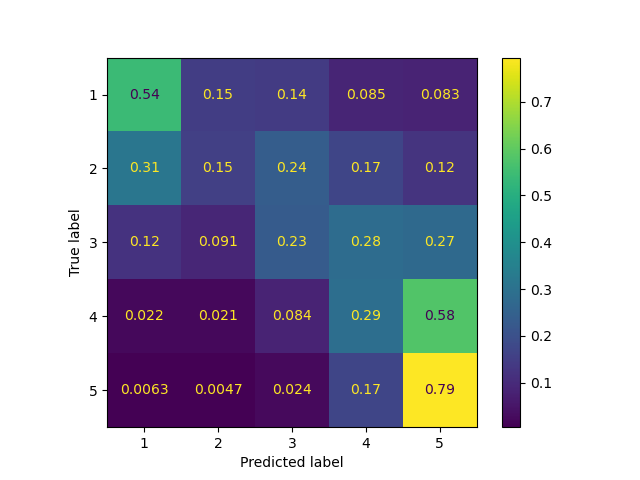 1 0.54 0.15 0.14 0.085 0.083
2 0.31 0.15 0.24 0.17 0.12
3 0.12 0.091 0.23 0.28 0.27
4 0.022 0.021 0.084 0.29 0.58
5 0.0063 0.0047 0.024 0.17 0.79
1 2 3 4 5
Predicted label
True label
0.7
0.6
0.5
0.4
0.3
0.2
0.1